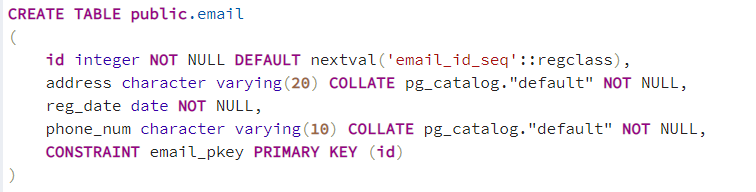 CREATE TABLE public.email
(
    id integer NOT NULL DEFAULT nextval('email_id_seq'::regclass),
    address character varying(20) COLLATE pg_catalog."default" NOT NULL,
    reg_date date NOT NULL,
    phone_num character varying(10) COLLATE pg_catalog."default" NOT NULL,
    CONSTRAINT email_pkey PRIMARY KEY (id)
)